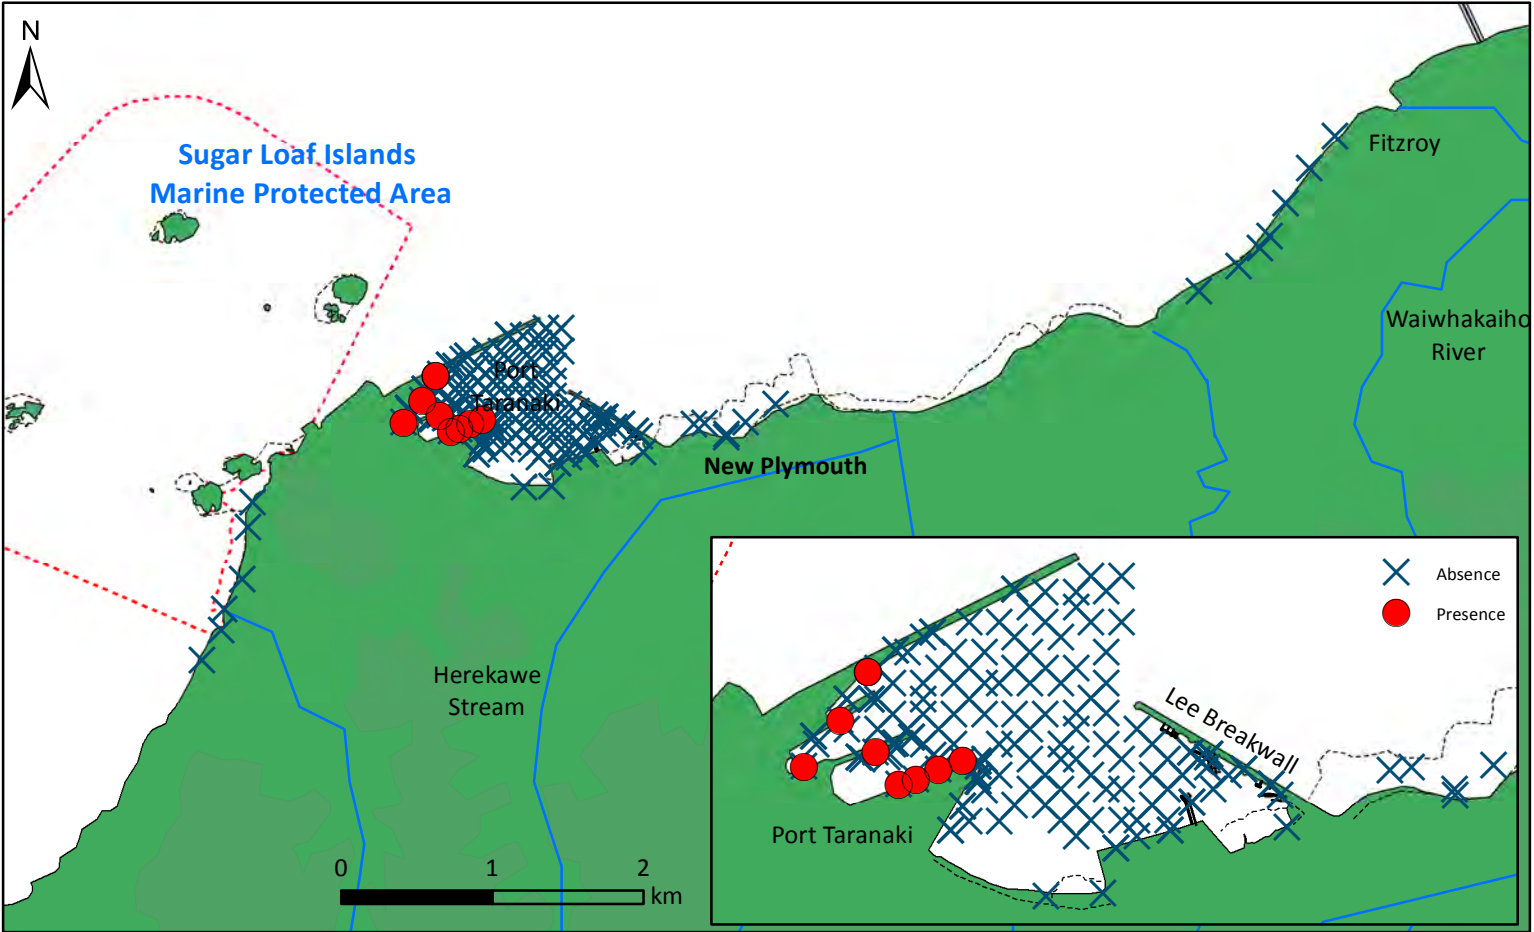 N
Sugar Loaf Islands
Marine Protected Area
Fitzroy
Waiwhakaiho
River
Port
Taranaki
New Plymouth
Herekawe
Stream
0 1 2
km
Absence
Presence
Lee Breakwall
Port Taranaki